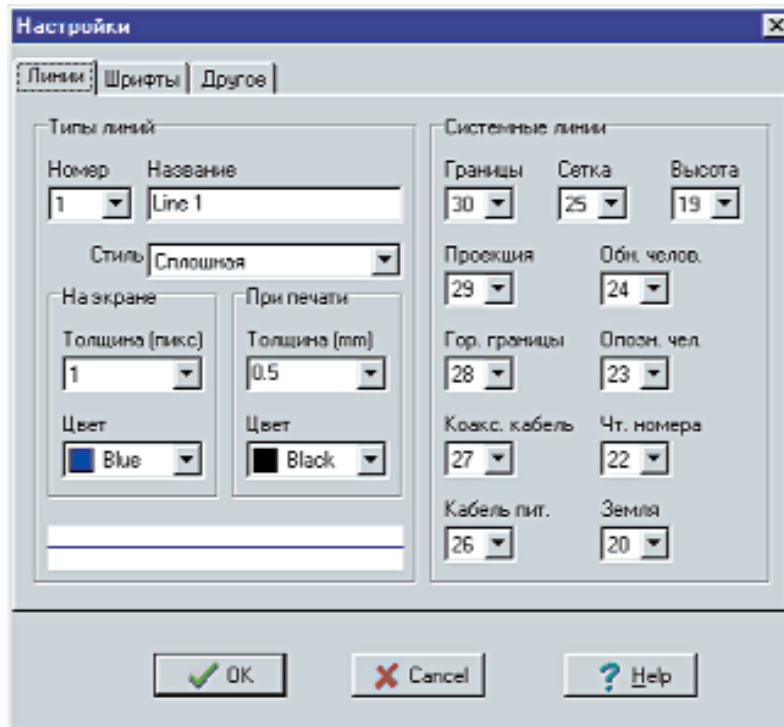 Настройки
Линии Шрифты Другое
Типы линий
Номер Название
1 Line 1
Стиль Сплошная
На экране При печати
Толщина (пикс) Толщина (mm)
1 0.5
Цвет Цвет
Blue Black
Системные линии
Границы Сетка Высота
30 25 19
Проекция Обн. челов.
29 24
Гор. границы Опозн. чел.
28 23
Коакс. кабель Чт. номера
27 22
Кабель пит. Земля
26 20
OK Cancel Help